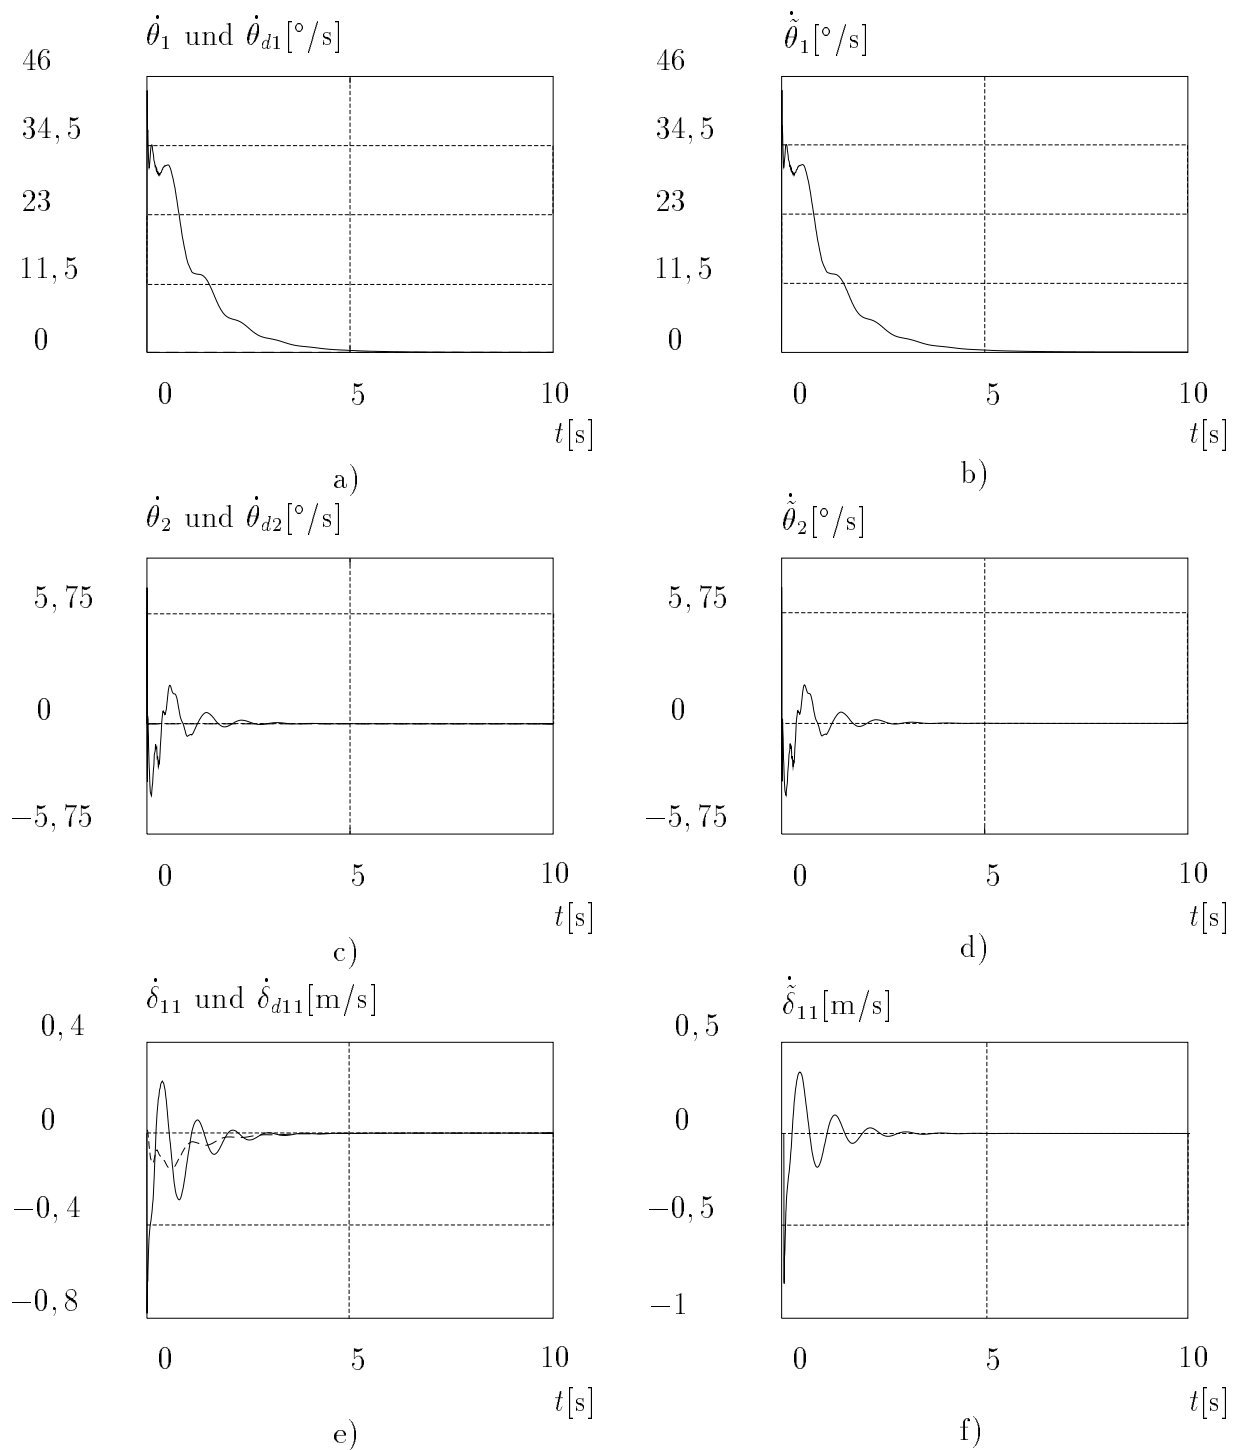 θ̇₁ und θ̇_d1[°/s]
46
34, 5
23
11, 5
0
0 5 10
t[s]
a)
θ̃̇₁[°/s]
46
34, 5
23
11, 5
0
0 5 10
t[s]
b)
θ̇₂ und θ̇_d2[°/s]
5, 75
0
−5, 75
0 5 10
t[s]
c)
θ̃̇₂[°/s]
5, 75
0
−5, 75
0 5 10
t[s]
d)
δ̇₁₁ und δ̇_d11[m/s]
0, 4
0
−0, 4
−0, 8
0 5 10
t[s]
e)
δ̃̇₁₁[m/s]
0, 5
0
−0, 5
−1
0 5 10
t[s]
f)